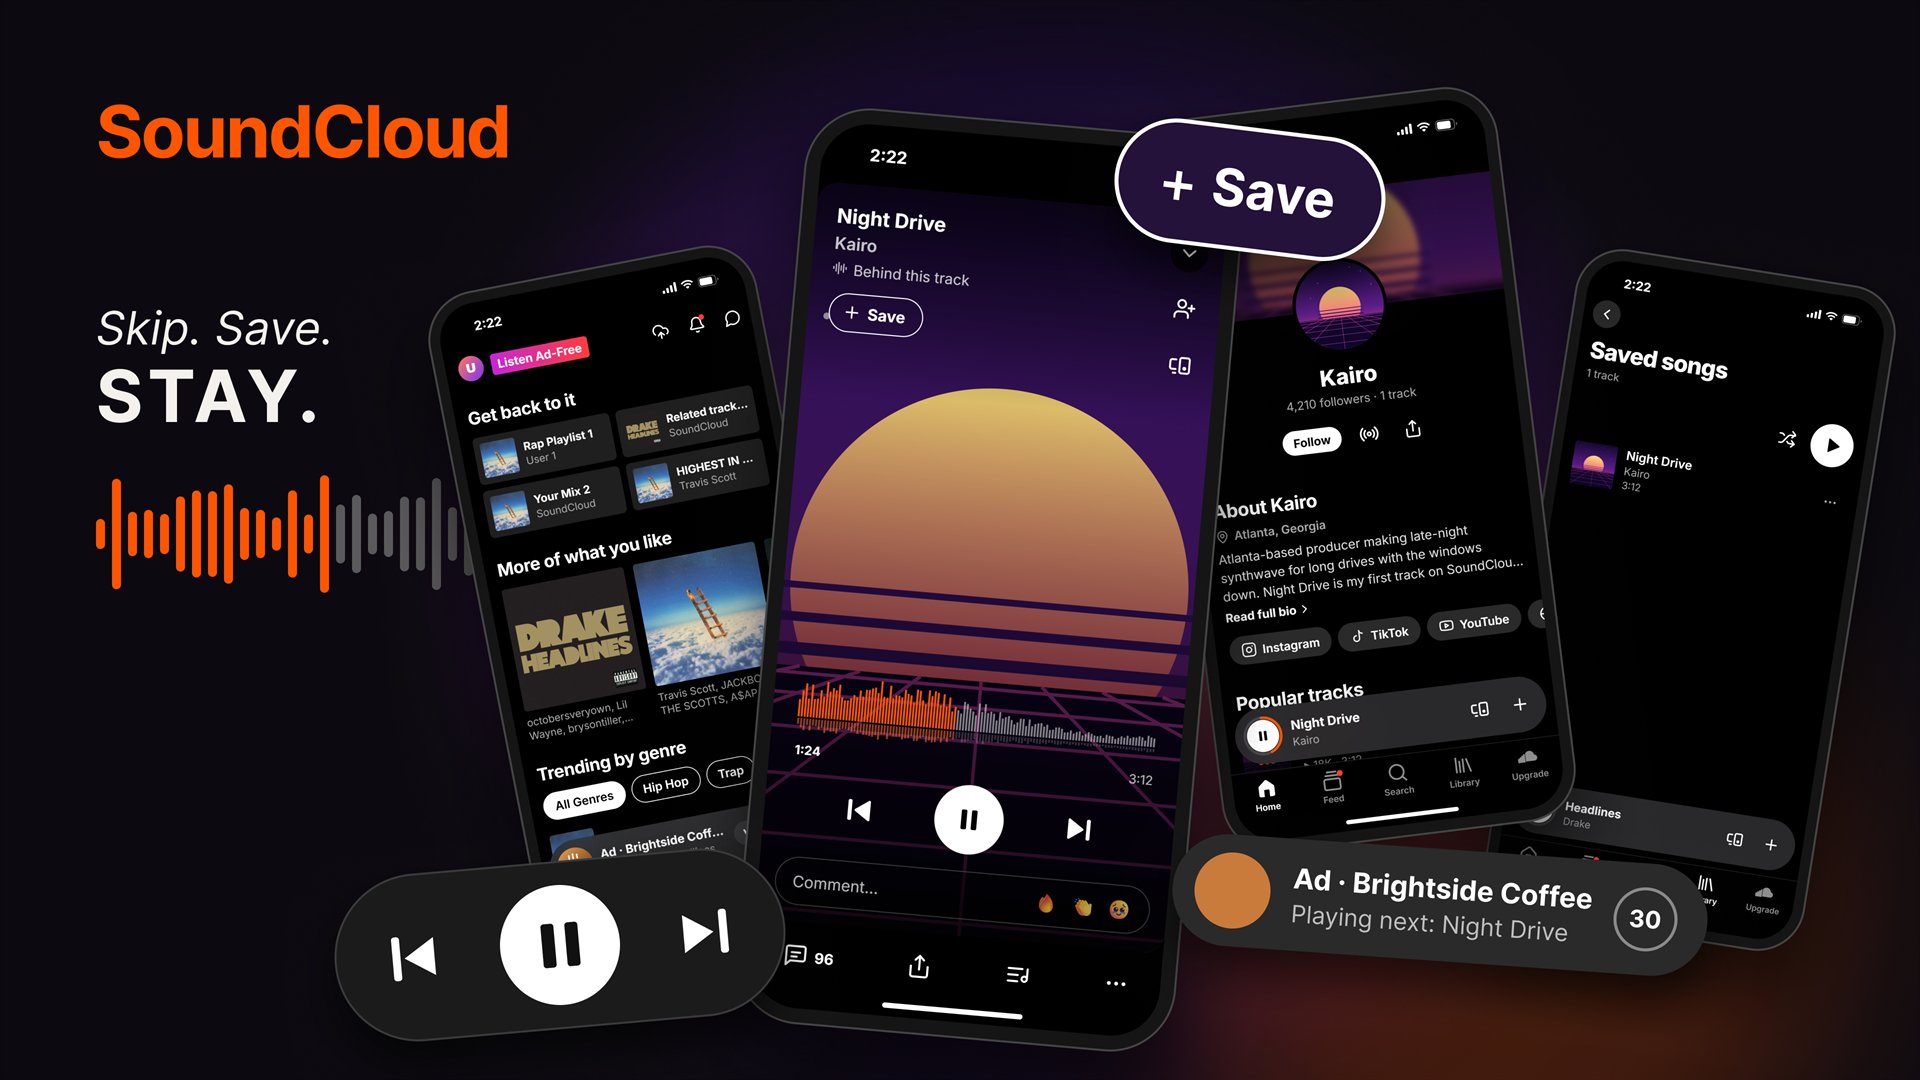 SoundCloud
Skip. Save.
STAY.
2:22
U
Listen Ad-Free
Get back to it
Rap Playlist 1
User 1
Related track...
SoundCloud
Your Mix 2
SoundCloud
HIGHEST IN ...
Travis Scott
More of what you like
DRAKE
HEADLINES
octobersveryown, Lil
Wayne, brysontiller,...
Travis Scott, JACKBO
THE SCOTTS, A$AP
Trending by genre
All Genres
Hip Hop
Trap
Ad · Brightside Coff...
2:22
Night Drive
Kairo
Behind this track
+ Save
1:24
3:12
Comment...
96
+ Save
Kairo
4,210 followers · 1 track
Follow
About Kairo
Atlanta, Georgia
Atlanta-based producer making late-night
synthwave for long drives with the windows
down. Night Drive is my first track on SoundClou...
Read full bio
Instagram
TikTok
YouTube
Popular tracks
Night Drive
Kairo
Home
Feed
Search
Library
Upgrade
2:22
Saved songs
1 track
Night Drive
Kairo
3:12
Headlines
Drake
Upgrade
Ad · Brightside Coffee
Playing next: Night Drive
30